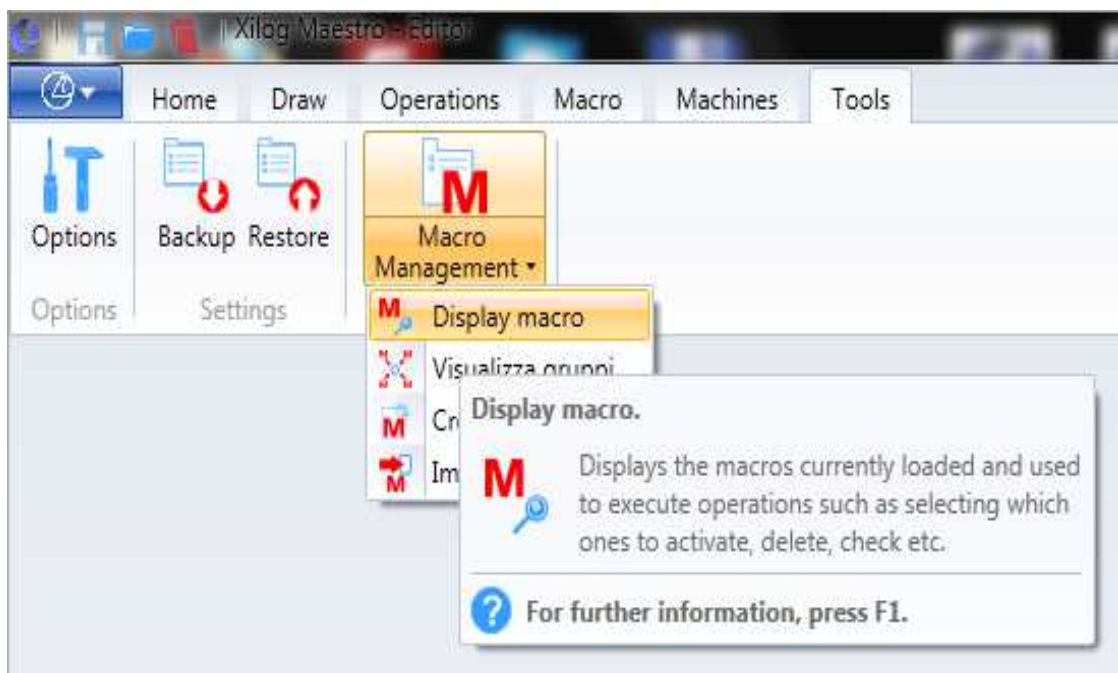 Xilog Maestro - Editor
Home Draw Operations Macro Machines Tools
Options Backup Restore Macro
Management
Options Settings
Display macro
Visualizza gruppi
Display macro.
M
Displays the macros currently loaded and used
to execute operations such as selecting which
ones to activate, delete, check etc.
For further information, press F1.